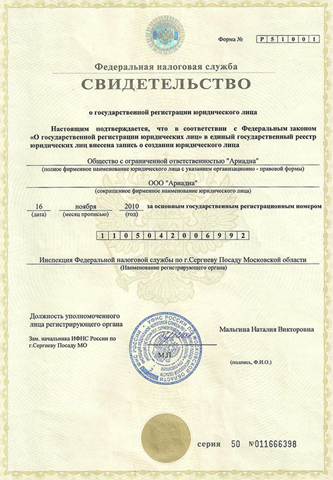 Форма № Р 5 1 0 0 1
Федеральная налоговая служба
СВИДЕТЕЛЬСТВО
о государственной регистрации юридического лица
Настоящим подтверждается, что в соответствии с Федеральным законом
«О государственной регистрации юридических лиц» в единый государственный реестр
юридических лиц внесена запись о создании юридического лица
Общество с ограниченной ответственностью "Ариадна"
(полное фирменное наименование юридического лица с указанием организационно - правовой формы)
ООО "Ариадна"
(сокращенное фирменное наименование юридического лица)
16 ноября 2010 за основным государственным регистрационным номером
(дата) (месяц прописью) (год)
1 1 0 5 0 4 2 0 0 6 9 9 2
Инспекция Федеральной налоговой службы по г.Сергиеву Посаду Московской области
(Наименование регистрирующего органа)
Должность уполномоченного
лица регистрирующего органа
Малыгина Наталия Викторовна
Зам. начальника ИФНС России по
г.Сергиеву Посаду МО
(подпись, Ф.И.О.)
М.П.
серия 50 №011666398